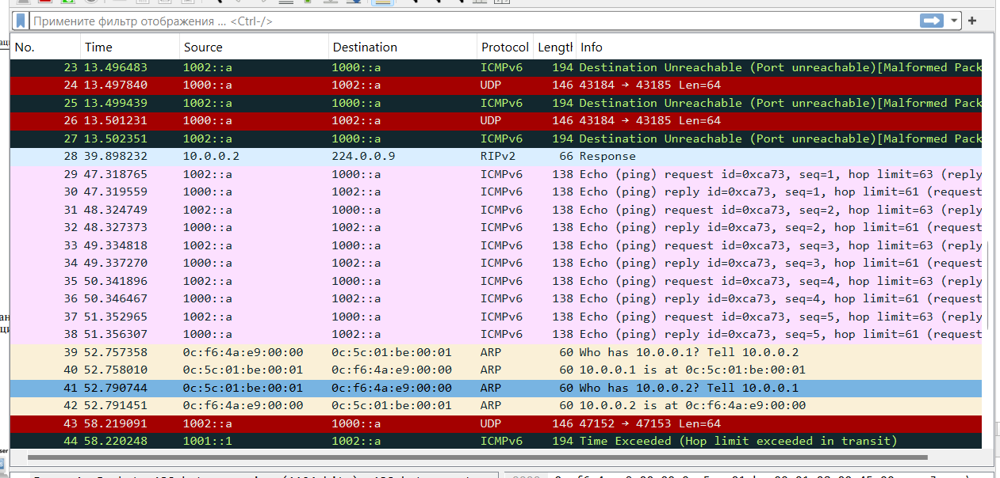 Примените фильтр отображения ... <Ctrl-/>
No. Time Source Destination Protocol Length Info
23 13.496483 1002::a 1000::a ICMPv6 194 Destination Unreachable (Port unreachable)[Malformed Pack
24 13.497840 1000::a 1002::a UDP 146 43184 → 43185 Len=64
25 13.499439 1002::a 1000::a ICMPv6 194 Destination Unreachable (Port unreachable)[Malformed Pack
26 13.501231 1000::a 1002::a UDP 146 43184 → 43185 Len=64
27 13.502351 1002::a 1000::a ICMPv6 194 Destination Unreachable (Port unreachable)[Malformed Pack
28 39.898232 10.0.0.2 224.0.0.9 RIPv2 66 Response
29 47.318765 1002::a 1000::a ICMPv6 138 Echo (ping) request id=0xca73, seq=1, hop limit=63 (reply
30 47.319559 1000::a 1002::a ICMPv6 138 Echo (ping) reply id=0xca73, seq=1, hop limit=61 (request
31 48.324749 1002::a 1000::a ICMPv6 138 Echo (ping) request id=0xca73, seq=2, hop limit=63 (reply
32 48.327373 1000::a 1002::a ICMPv6 138 Echo (ping) reply id=0xca73, seq=2, hop limit=61 (request
33 49.334818 1002::a 1000::a ICMPv6 138 Echo (ping) request id=0xca73, seq=3, hop limit=63 (reply
34 49.337270 1000::a 1002::a ICMPv6 138 Echo (ping) reply id=0xca73, seq=3, hop limit=61 (request
35 50.341896 1002::a 1000::a ICMPv6 138 Echo (ping) request id=0xca73, seq=4, hop limit=63 (reply
36 50.346467 1000::a 1002::a ICMPv6 138 Echo (ping) reply id=0xca73, seq=4, hop limit=61 (request
37 51.352965 1002::a 1000::a ICMPv6 138 Echo (ping) request id=0xca73, seq=5, hop limit=63 (reply
38 51.356307 1000::a 1002::a ICMPv6 138 Echo (ping) reply id=0xca73, seq=5, hop limit=61 (request
39 52.757358 0c:f6:4a:e9:00:00 0c:5c:01:be:00:01 ARP 60 Who has 10.0.0.1? Tell 10.0.0.2
40 52.758010 0c:5c:01:be:00:01 0c:f6:4a:e9:00:00 ARP 60 10.0.0.1 is at 0c:5c:01:be:00:01
41 52.790744 0c:5c:01:be:00:01 0c:f6:4a:e9:00:00 ARP 60 Who has 10.0.0.2? Tell 10.0.0.1
42 52.791451 0c:f6:4a:e9:00:00 0c:5c:01:be:00:01 ARP 60 10.0.0.2 is at 0c:f6:4a:e9:00:00
43 58.219091 1002::a 1000::a UDP 146 47152 → 47153 Len=64
44 58.220248 1001::1 1002::a ICMPv6 194 Time Exceeded (Hop limit exceeded in transit)